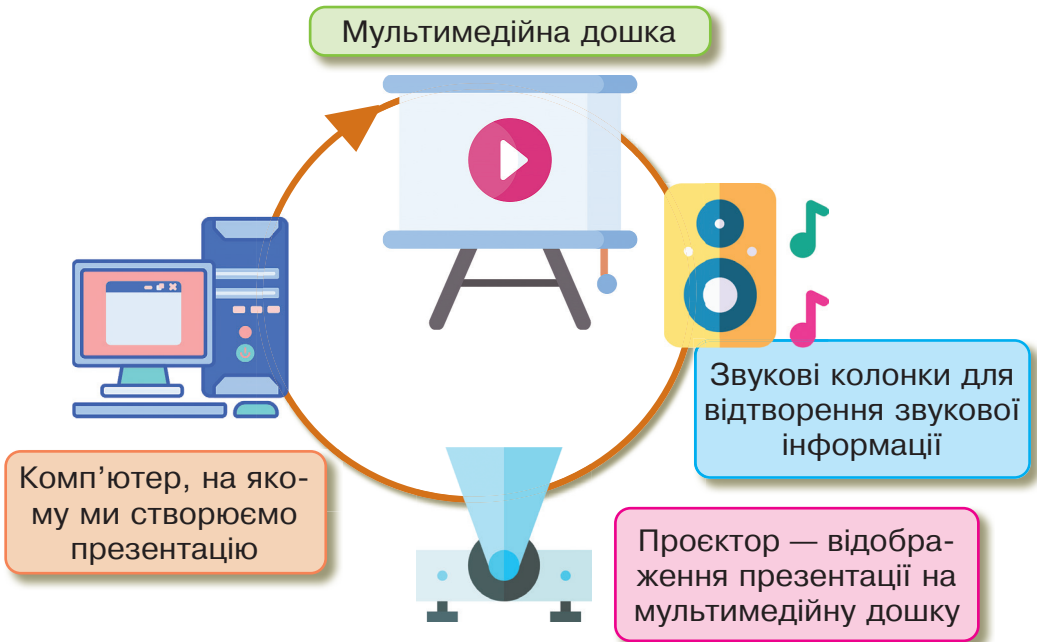 Мультимедійна дошка
Звукові колонки для
відтворення звукової
інформації
Комп’ютер, на яко-
му ми створюємо
презентацію
Проєктор — відобра-
ження презентації на
мультимедійну дошку